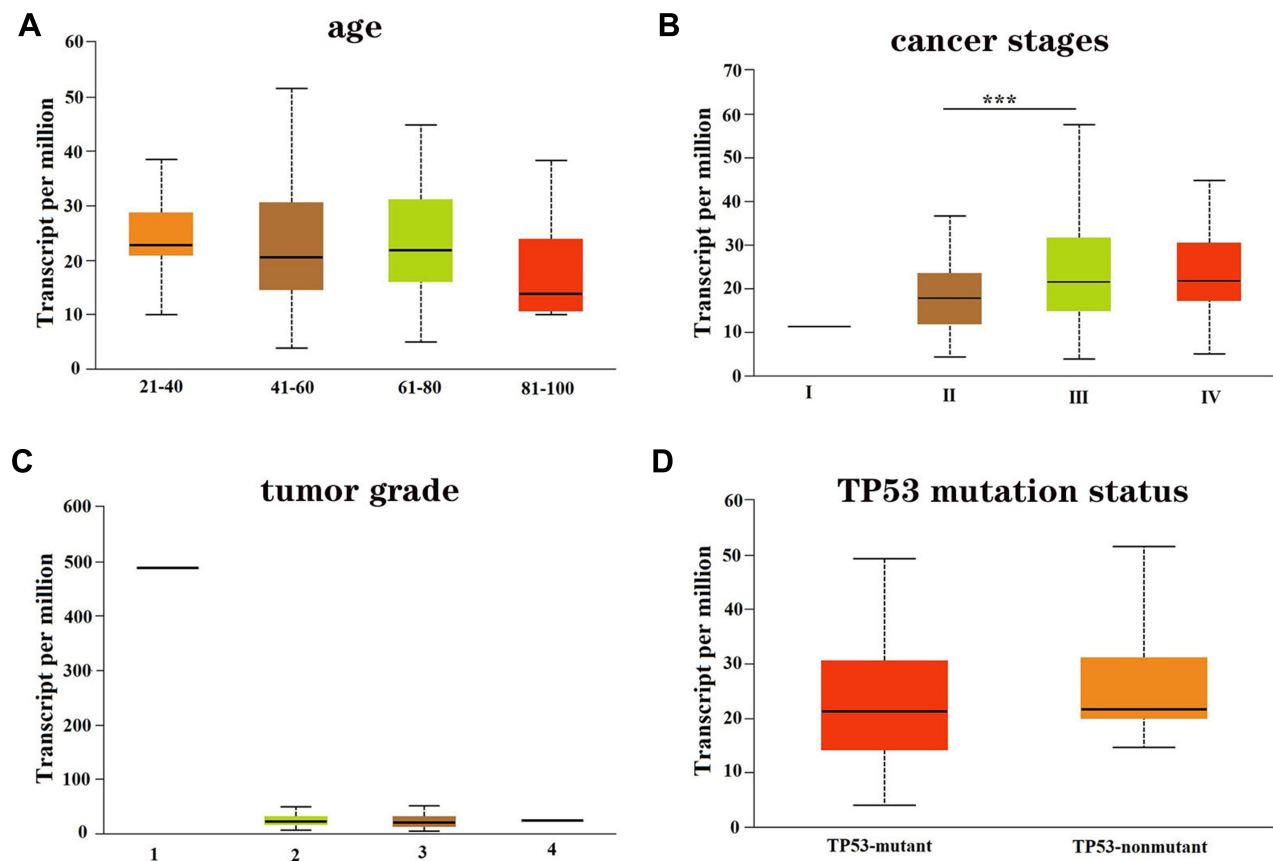 A
age
Transcript per million
60
50
40
30
20
10
0
21-40 41-60 61-80 81-100
B
cancer stages
Transcript per million
70
60
50
40
30
20
10
0
***
I II III IV
C
tumor grade
Transcript per million
600
500
400
300
200
100
0
1 2 3 4
D
TP53 mutation status
Transcript per million
60
50
40
30
20
10
0
TP53-mutant TP53-nonmutant